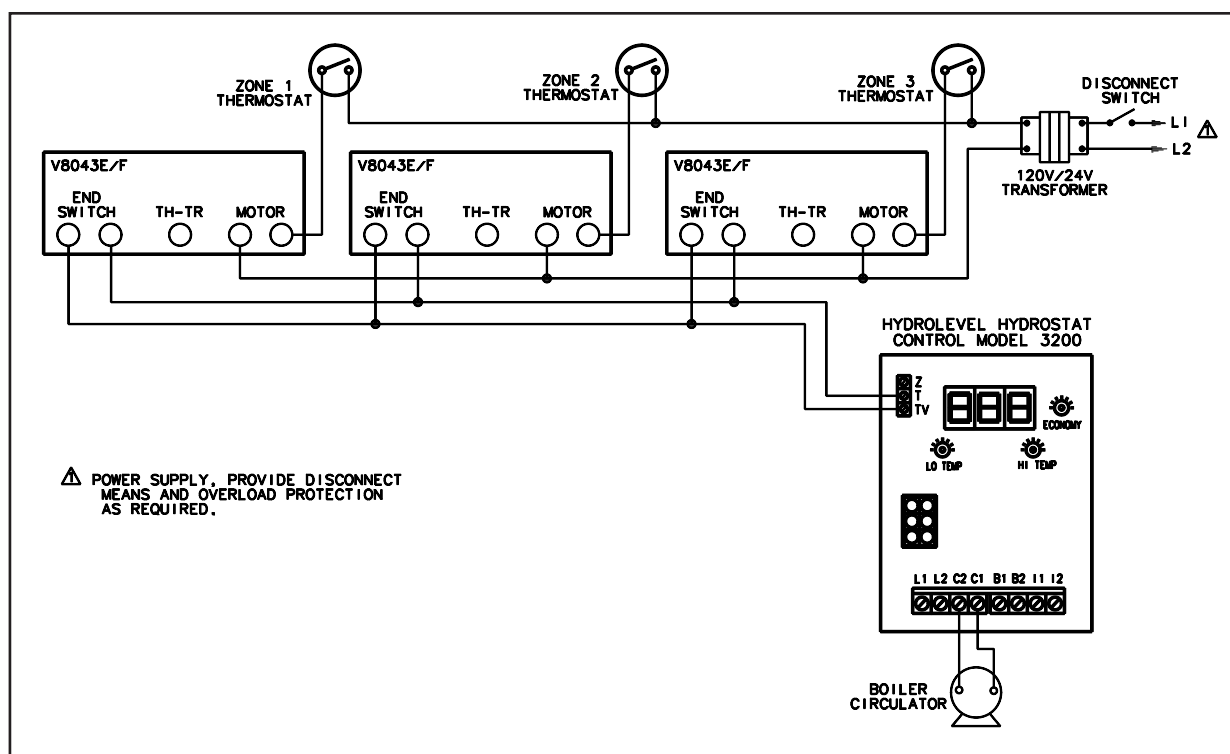 ZONE 1
THERMOSTAT
ZONE 2
THERMOSTAT
ZONE 3
THERMOSTAT
DISCONNECT
SWITCH
L1
1
L2
120V/24V
TRANSFORMER
V8043E/F
END
SWITCH
TH-TR
MOTOR
V8043E/F
END
SWITCH
TH-TR
MOTOR
V8043E/F
END
SWITCH
TH-TR
MOTOR
HYDROLEVEL HYDROSTAT
CONTROL MODEL 3200
Z
T
TV
888
ECONOMY
LO TEMP
HI TEMP
1 POWER SUPPLY, PROVIDE DISCONNECT
MEANS AND OVERLOAD PROTECTION
AS REQUIRED.
L1 L2 C2 C1 B1 B2 I1 I2
BOILER
CIRCULATOR